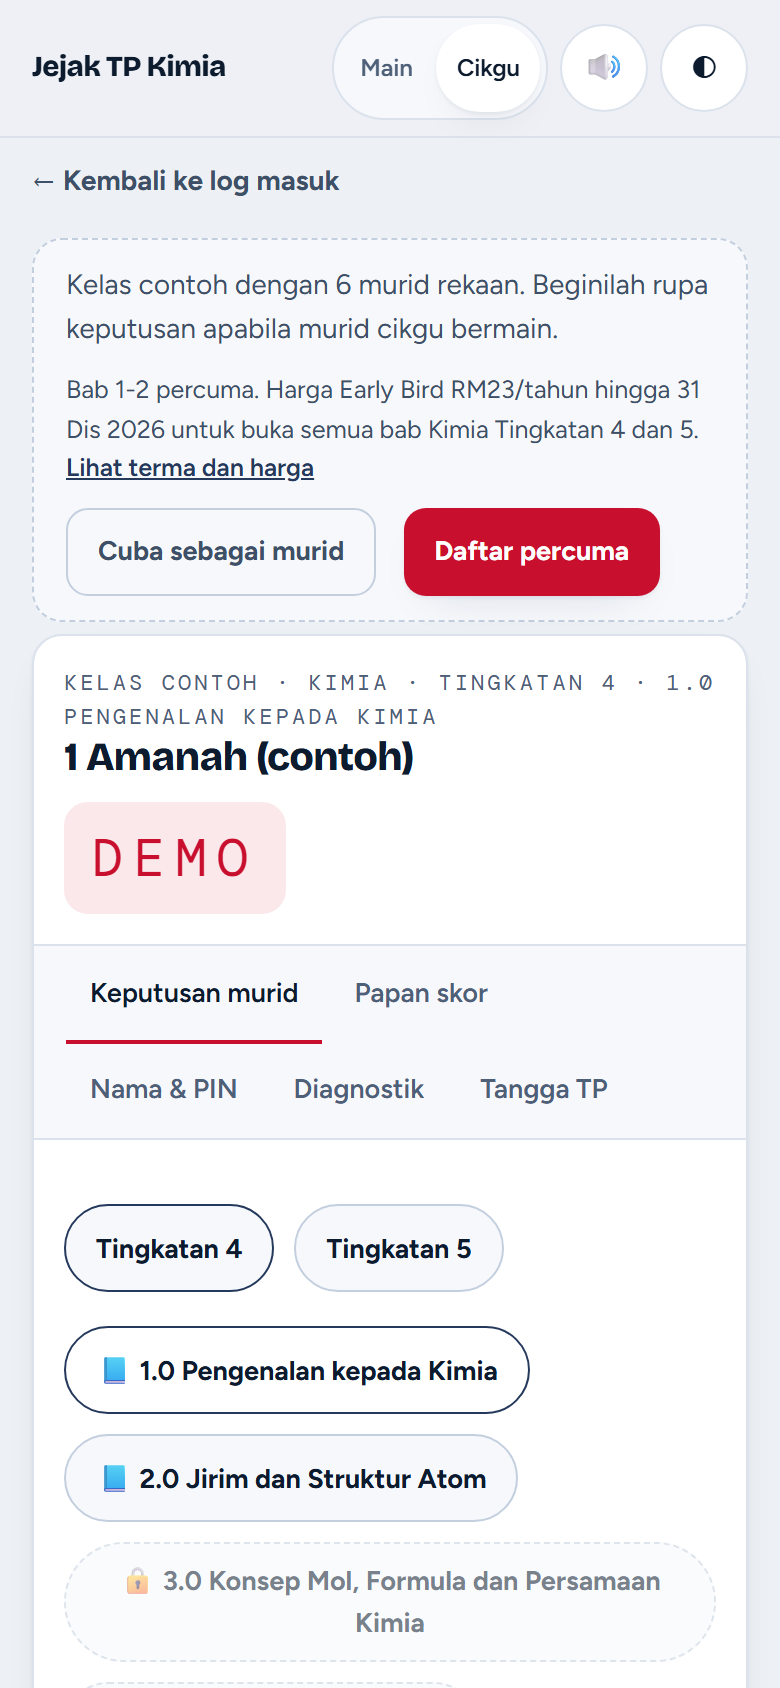 Jejak TP Kimia
Main
Cikgu
← Kembali ke log masuk
Kelas contoh dengan 6 murid rekaan. Beginilah rupa
keputusan apabila murid cikgu bermain.
Bab 1-2 percuma. Harga Early Bird RM23/tahun hingga 31
Dis 2026 untuk buka semua bab Kimia Tingkatan 4 dan 5.
Lihat terma dan harga
Cuba sebagai murid
Daftar percuma
KELAS CONTOH · KIMIA · TINGKATAN 4 · 1.0
PENGENALAN KEPADA KIMIA
1 Amanah (contoh)
DEMO
Keputusan murid
Papan skor
Nama & PIN
Diagnostik
Tangga TP
Tingkatan 4
Tingkatan 5
1.0 Pengenalan kepada Kimia
2.0 Jirim dan Struktur Atom
3.0 Konsep Mol, Formula dan Persamaan
Kimia